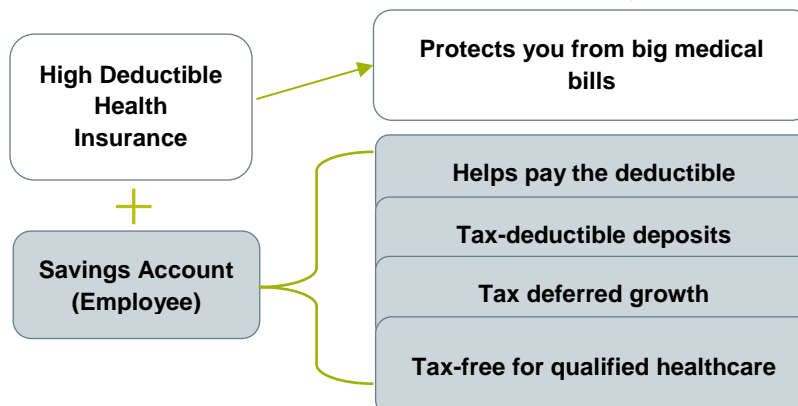 High Deductible
Health
Insurance
Protects you from big medical
bills
Savings Account
(Employee)
Helps pay the deductible
Tax-deductible deposits
Tax deferred growth
Tax-free for qualified healthcare